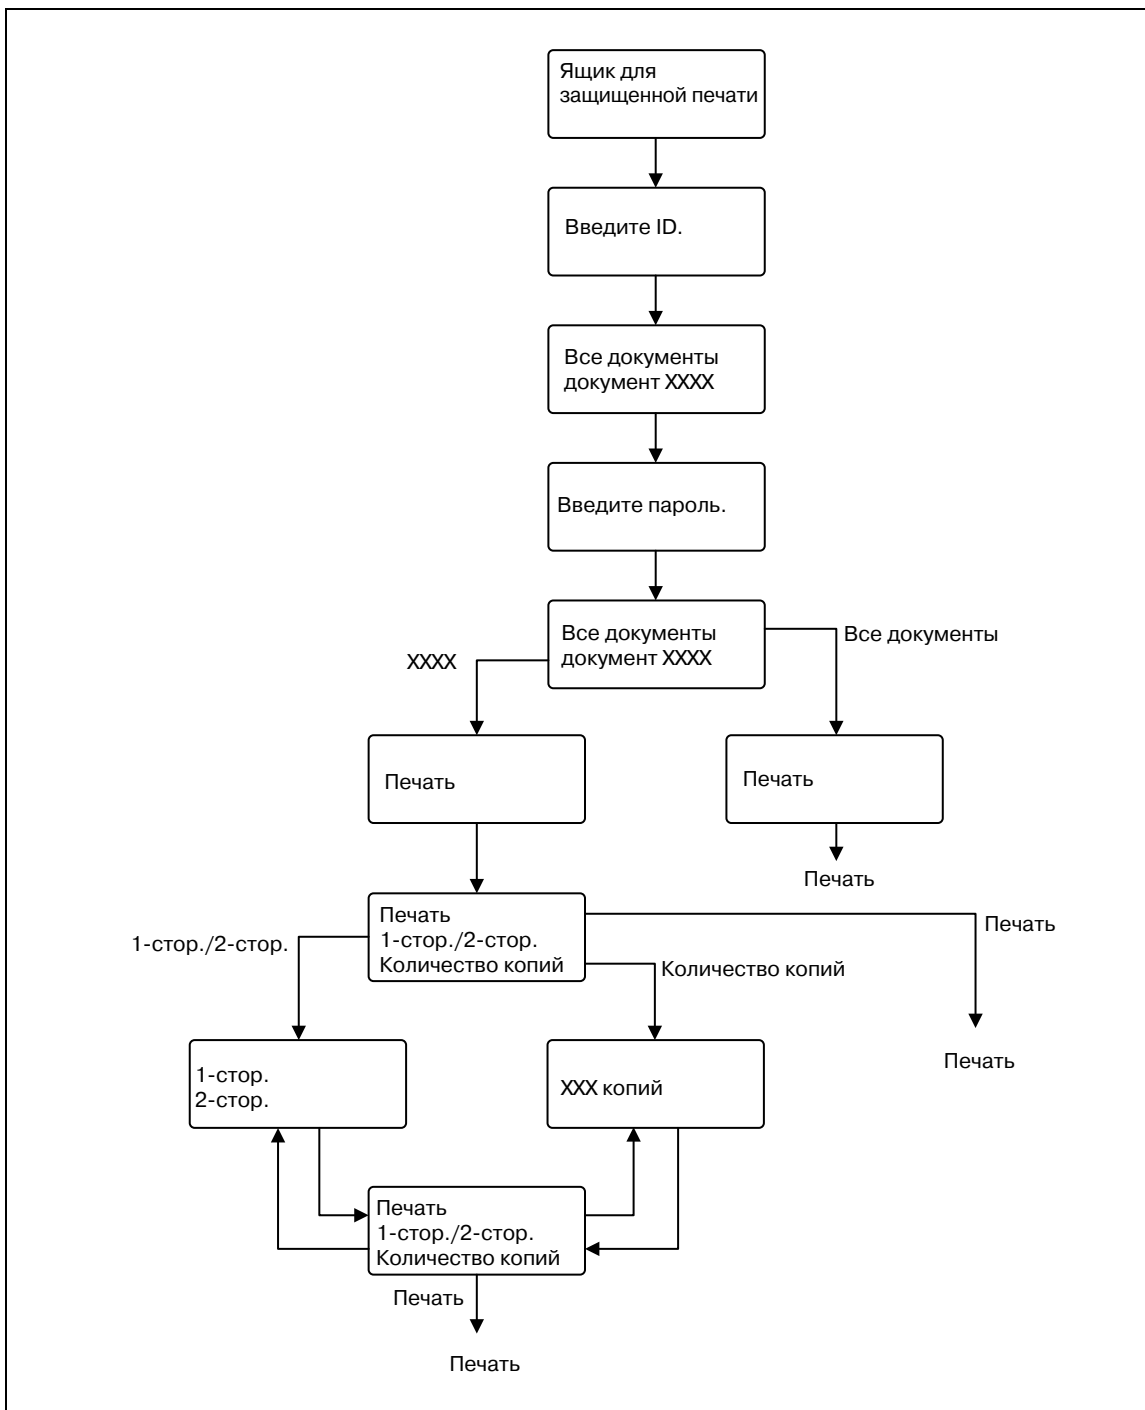 Ящик для
защищенной печати
Введите ID.
Все документы
документ XXXX
Введите пароль.
Все документы
документ XXXX
Все документы
XXXX
Печать
Печать
Печать
Печать
1-стор./2-стор.
Количество копий
1-стор./2-стор.
Печать
Количество копий
Печать
1-стор.
2-стор.
XXX копий
Печать
1-стор./2-стор.
Количество копий
Печать
Печать